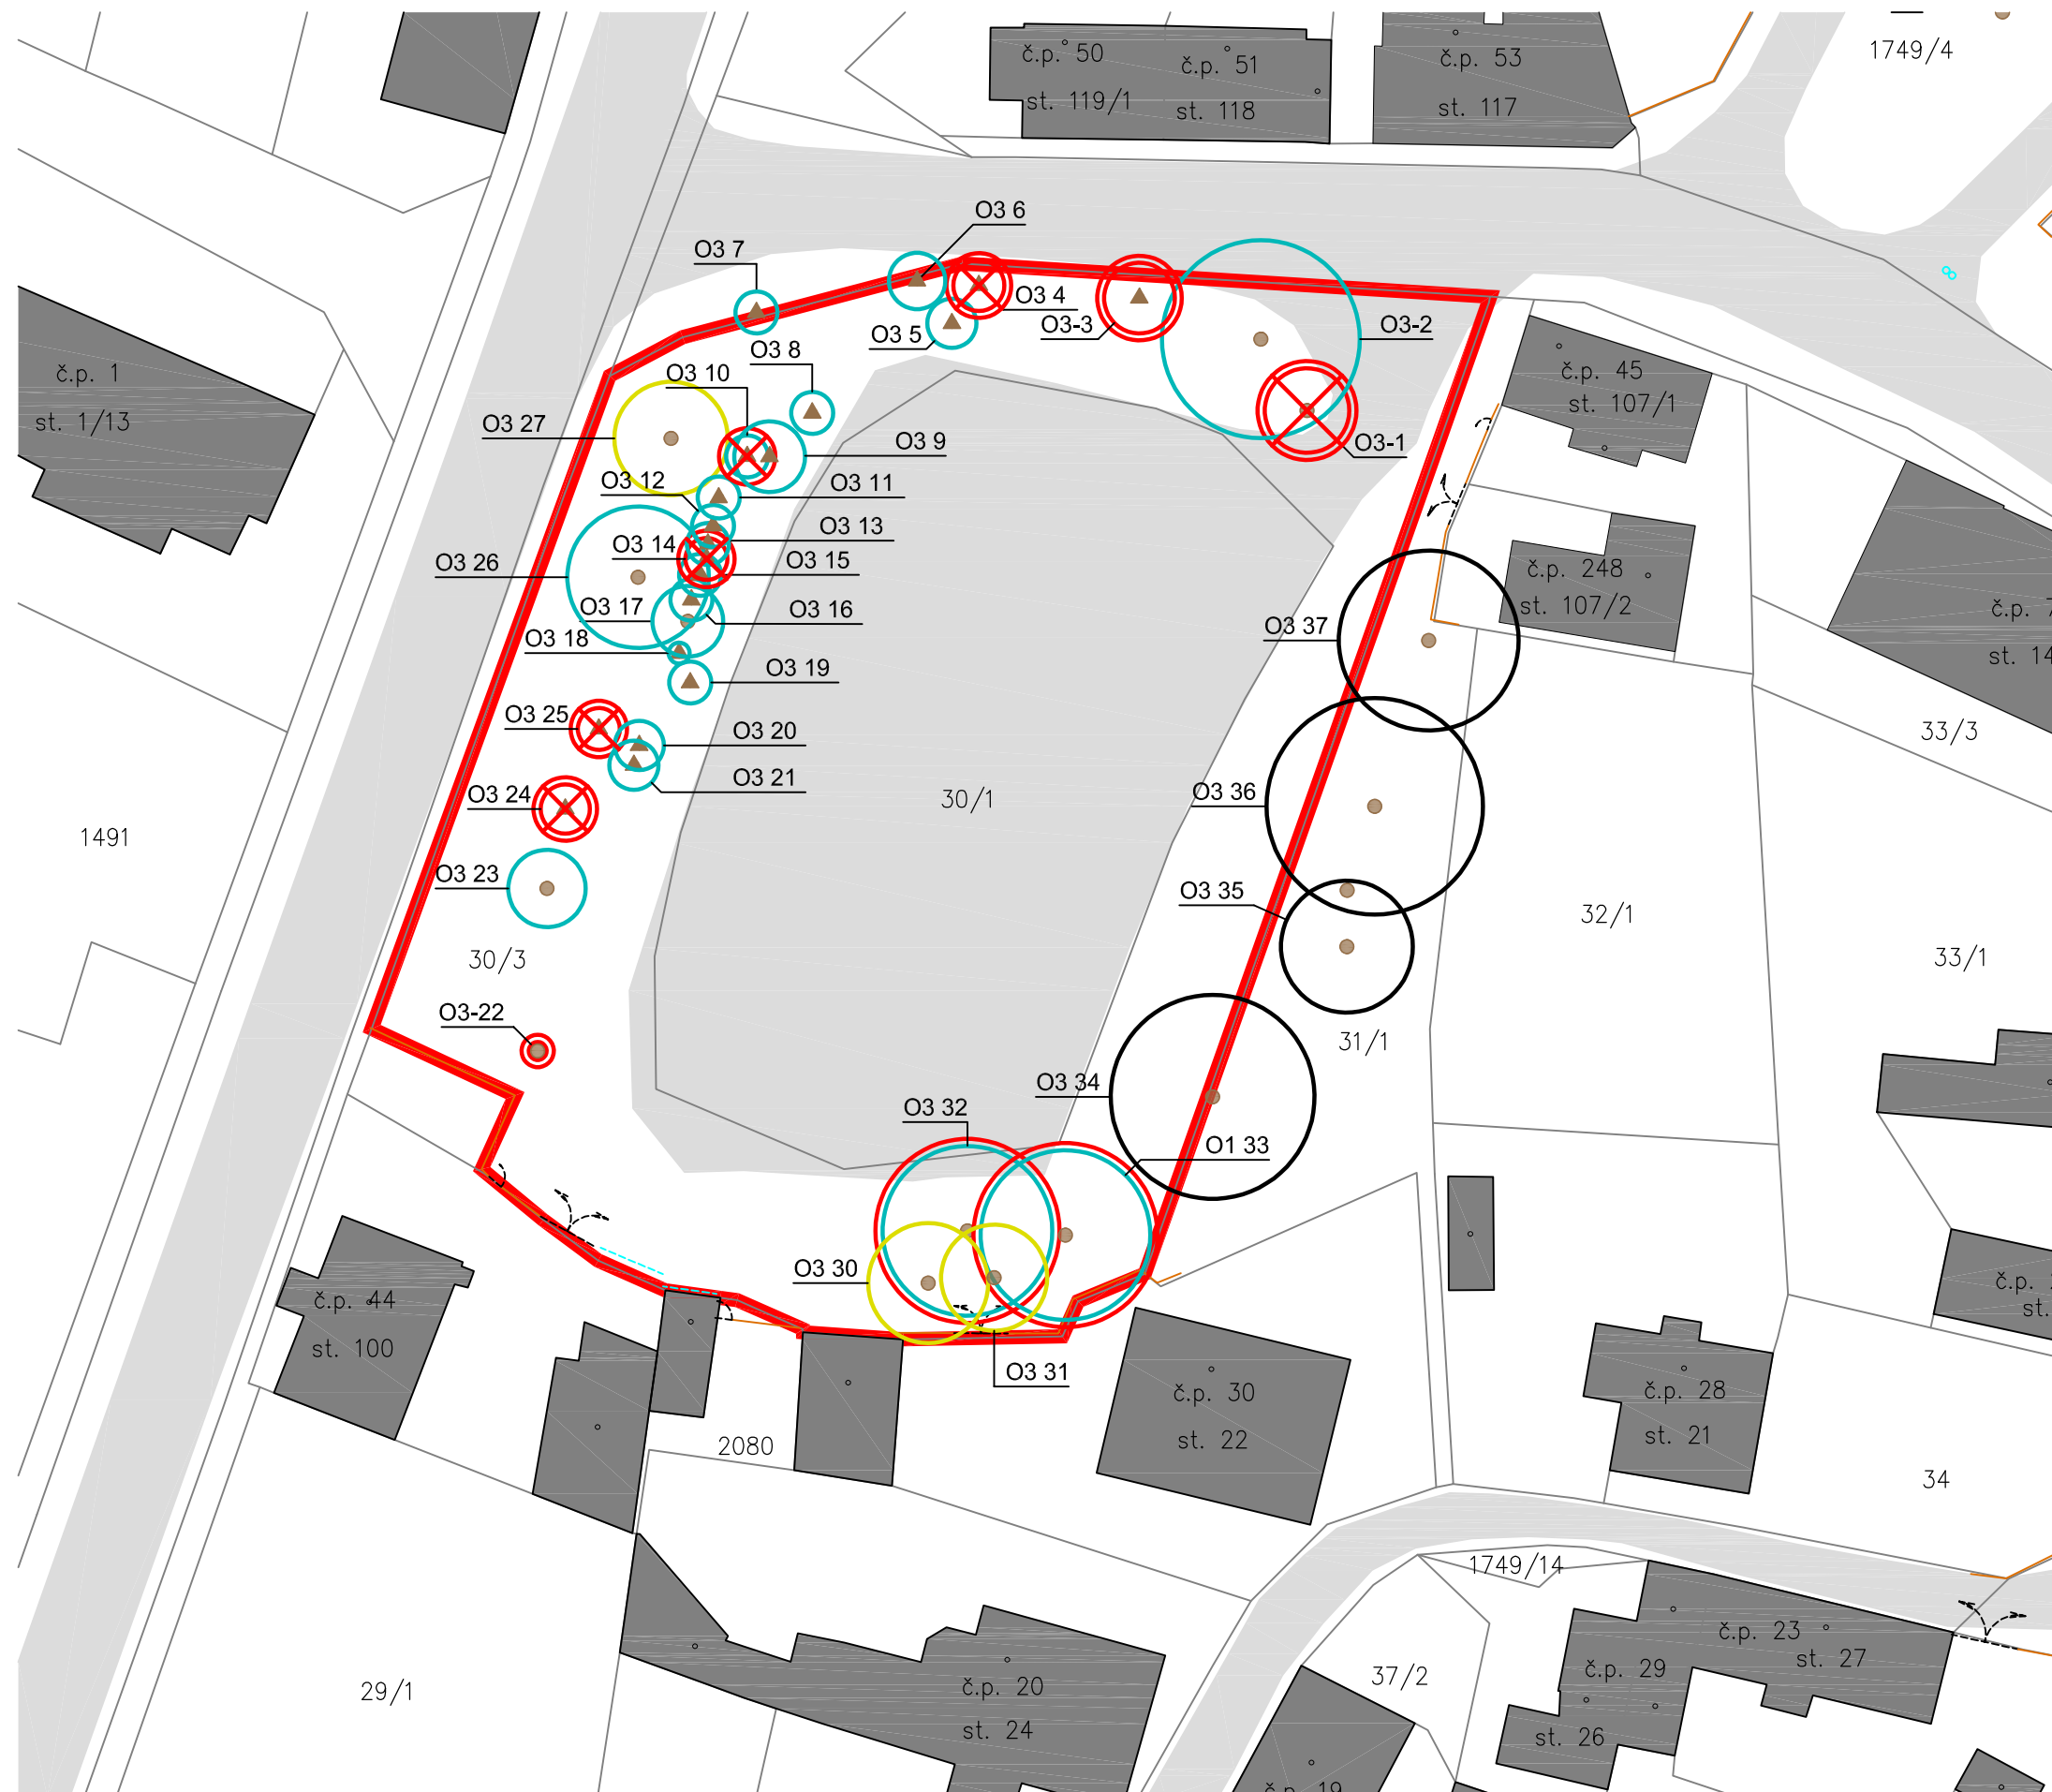 1749/4
č.p. 50
č.p. 51
č.p. 53
st. 119/1
st. 118
st. 117
O3 6
O3 7
O3 4
O3-3
O3-2
O3 5
O3 8
č.p. 45
č.p. 1
O3 10
st. 107/1
st. 1/13
O3 27
O3 9
O3-1
O3 12
O3 11
O3 13
O3 14
O3 26
O3 15
č.p. 248
O3 17
O3 16
st. 107/2
O3 37
O3 18
O3 19
O3 25
O3 20
33/3
O3 21
O3 24
30/1
O3 36
1491
O3 23
O3 35
32/1
30/3
33/1
O3-22
31/1
O3 34
O3 32
O1 33
O3 30
č.p. 44
O3 31
st. 100
č.p. 30
č.p. 28
st. 22
st. 21
2080
34
1749/14
č.p. 23
č.p. 29
st. 27
37/2
č.p. 20
29/1
st. 24
st. 26
č.p. 19